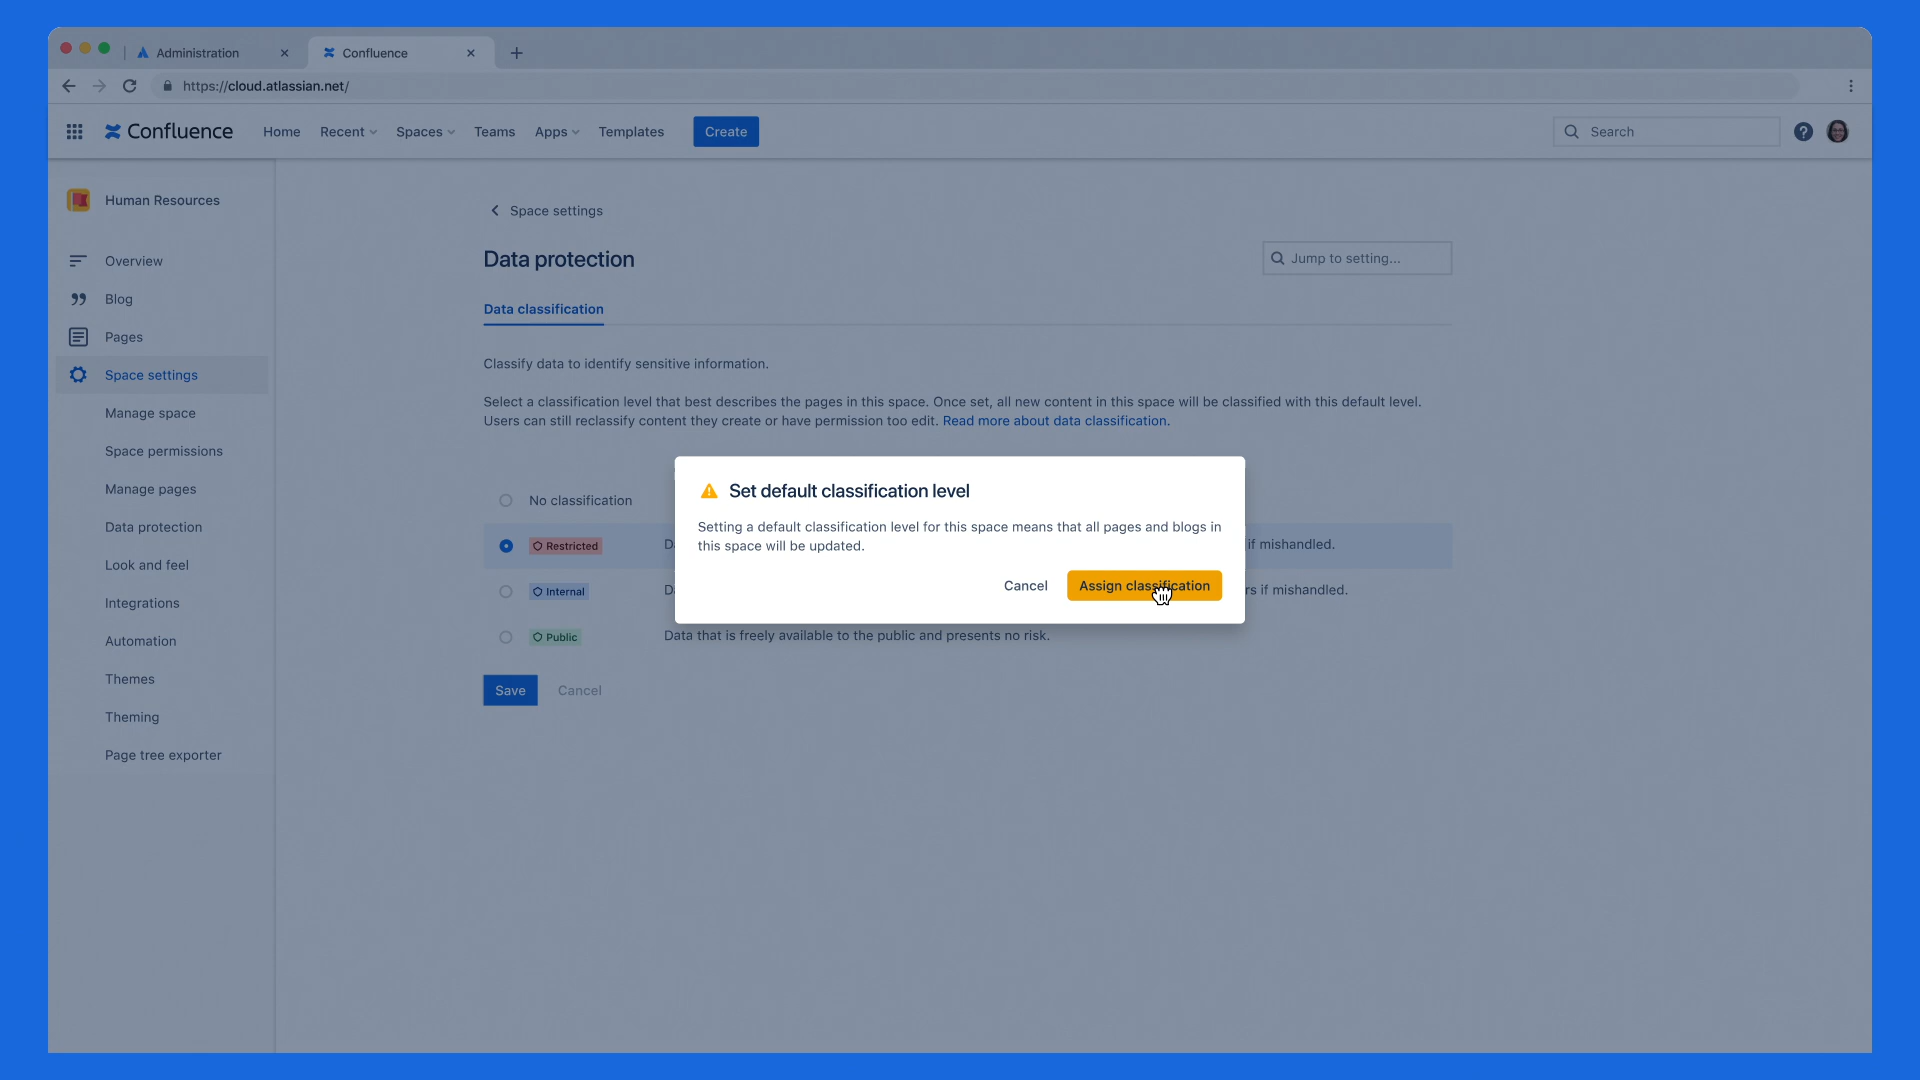 Administration
Confluence
https://cloud.atlassian.net/
Confluence
Home
Recent
Spaces
Teams
Apps
Templates
Create
Search
Human Resources
Overview
Blog
Pages
Space settings
Manage space
Space permissions
Manage pages
Data protection
Look and feel
Integrations
Automation
Themes
Theming
Page tree exporter
Space settings
Data protection
Jump to setting...
Data classification
Classify data to identify sensitive information.
Select a classification level that best describes the pages in this space. Once set, all new content in this space will be classified with this default level.
Users can still reclassify content they create or have permission too edit. Read more about data classification.
No classification
Restricted
if mishandled.
Internal
if mishandled.
Public
Data that is freely available to the public and presents no risk.
Save
Cancel
Set default classification level
Setting a default classification level for this space means that all pages and blogs in
this space will be updated.
Cancel
Assign classification